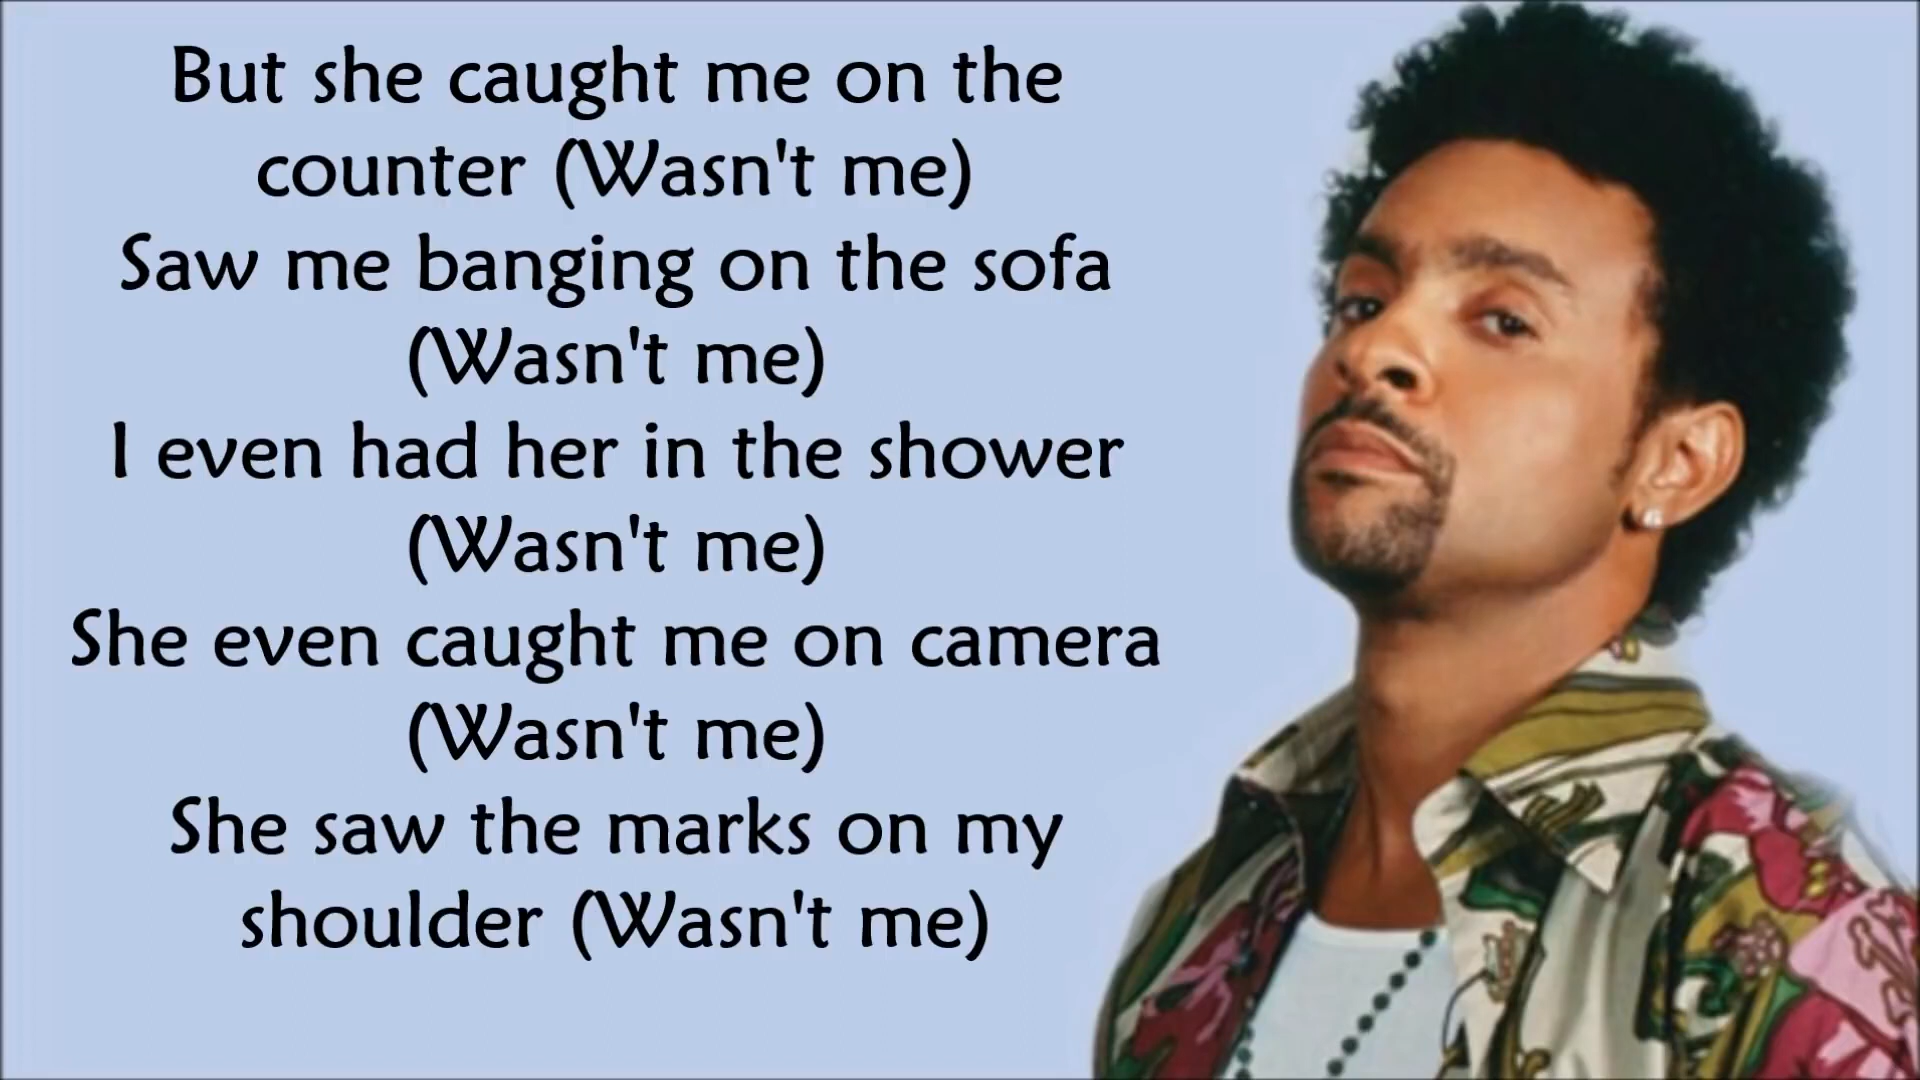 But she caught me on the
counter (Wasn't me)
Saw me banging on the sofa
(Wasn't me)
I even had her in the shower
(Wasn't me)
She even caught me on camera
(Wasn't me)
She saw the marks on my
shoulder (Wasn't me)